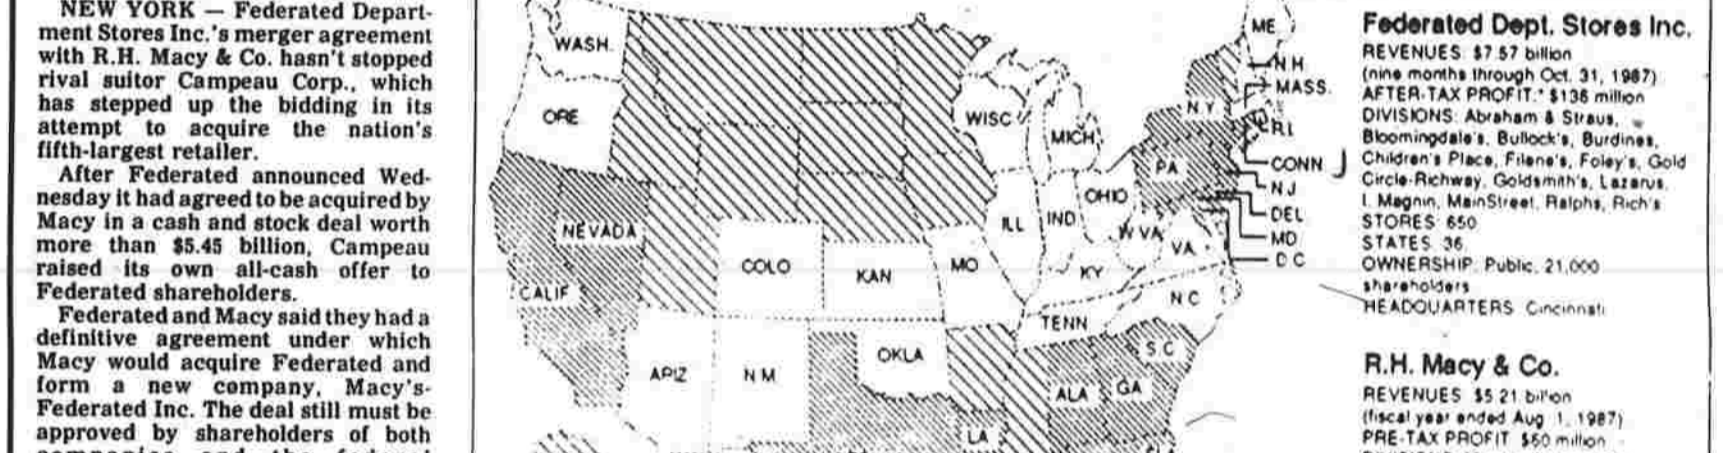 NEW YORK — Federated Depart-
ment Stores Inc.'s merger agreement
with R.H. Macy & Co. hasn't stopped
rival suitor Campeau Corp., which
has stepped up the bidding in its
attempt to acquire the nation's
fifth-largest retailer.
After Federated announced Wed-
nesday it had agreed to be acquired by
Macy in a cash and stock deal worth
more than $5.45 billion, Campeau
raised its own all-cash offer to
Federated shareholders.
Federated and Macy said they had a
definitive agreement under which
Macy would acquire Federated and
form a new company, Macy's-
Federated Inc. The deal still must be
approved by shareholders of both
companies and the federal
WASH.
ORE
NEVADA
CALIF
ARIZ
N M
COLO
KAN
OKLA
MO
WISC
MICH
ILL
IND
OHIO
KY
TENN
W VA
VA
N C
S C
GA
ALA
LA
FLA
PA
N Y
ME
N H
MASS.
R I
CONN
N J
DEL
MD
D C
Federated Dept. Stores Inc.
REVENUES $7.57 billion
(nine months through Oct. 31, 1987)
AFTER-TAX PROFIT.* $136 million
DIVISIONS: Abraham & Straus,
Bloomingdale's, Bullock's, Burdines,
Children's Place, Filene's, Foley's, Gold
Circle-Richway, Goldsmith's, Lazarus,
I. Magnin, MainStreet, Ralphs, Rich's
STORES 650
STATES 36
OWNERSHIP: Public, 21,000
shareholders
HEADQUARTERS Cincinnati
R.H. Macy & Co.
REVENUES $5.21 billion
(fiscal year ended Aug 1, 1987)
PRE-TAX PROFIT $60 million